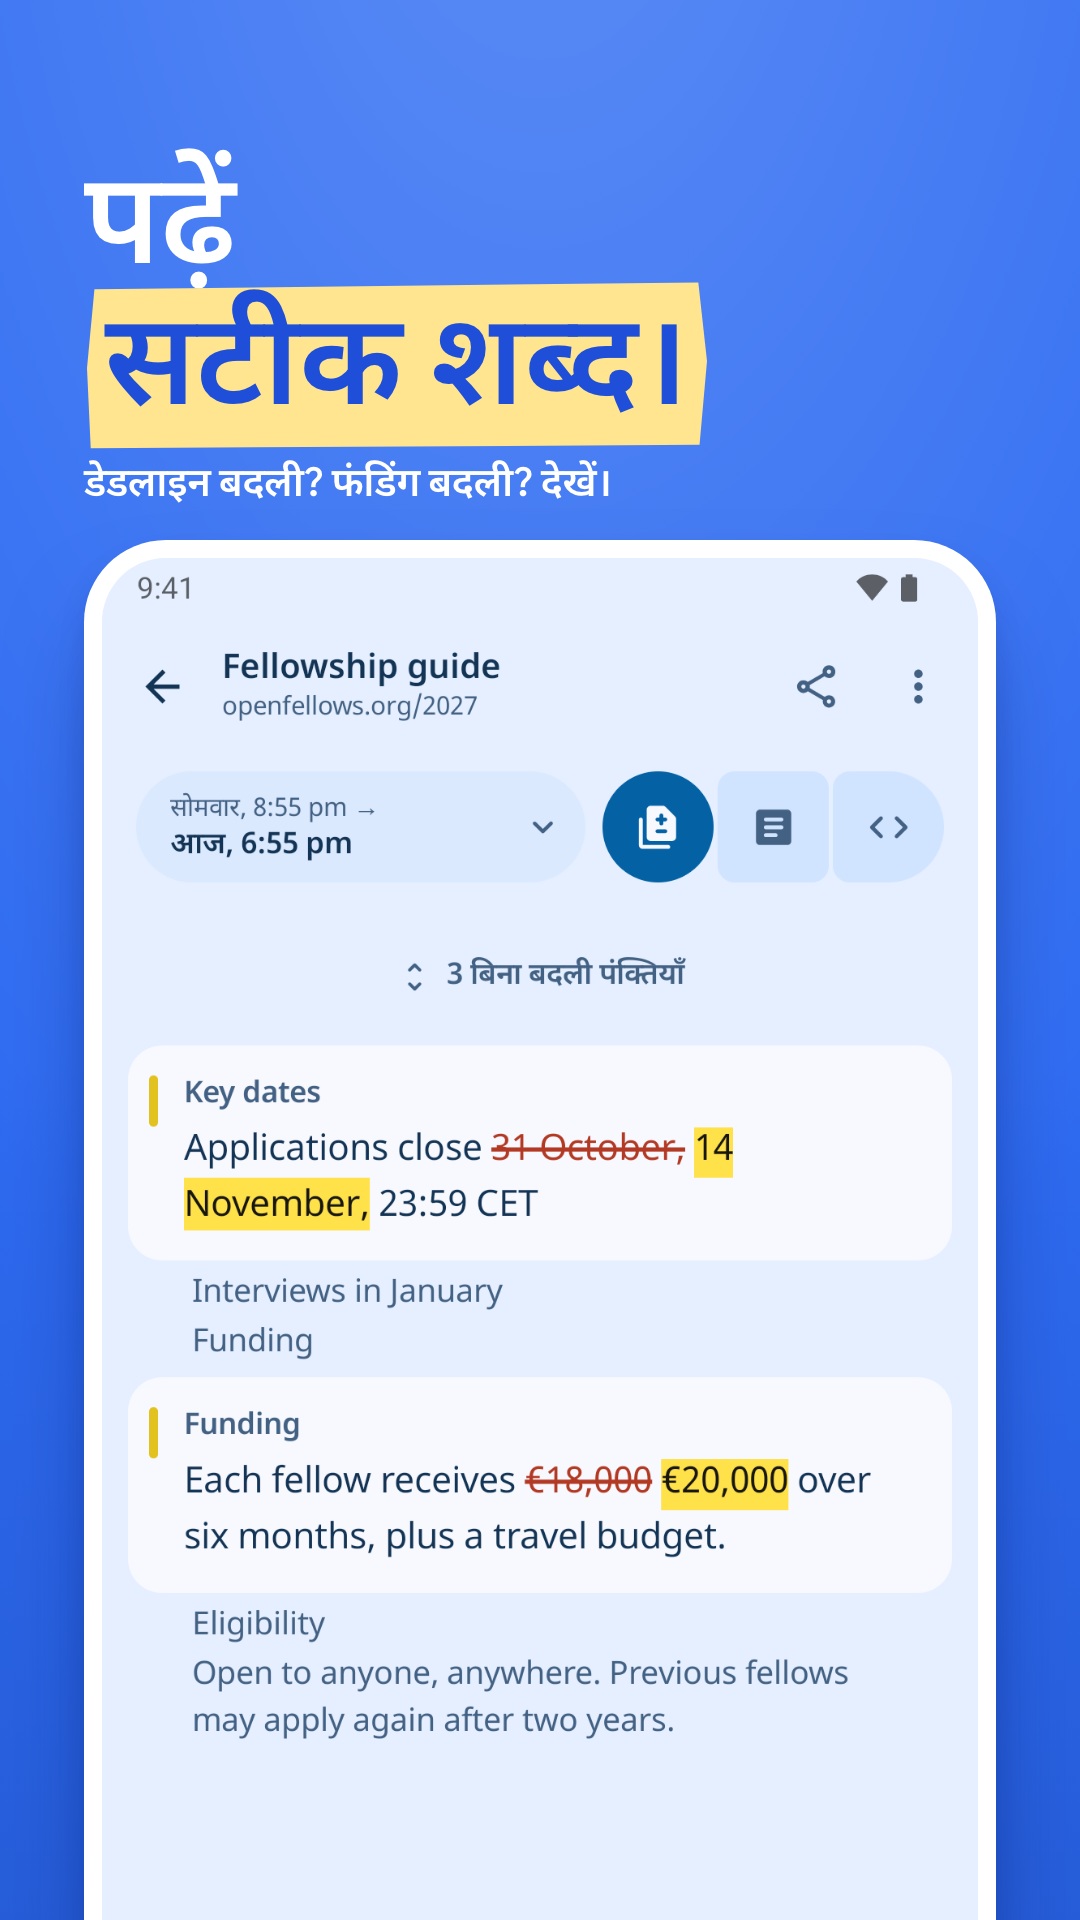 पढ़ें
सटीक शब्द।
डेडलाइन बदली? फंडिंग बदली? देखें।
9:41
Fellowship guide
openfellows.org/2027
सोमवार, 8:55 pm →
आज, 6:55 pm
3 बिना बदली पंक्तियाँ
Key dates
Applications close 31 October, 14
November, 23:59 CET
Interviews in January
Funding
Funding
Each fellow receives €18,000 €20,000 over
six months, plus a travel budget.
Eligibility
Open to anyone, anywhere. Previous fellows
may apply again after two years.